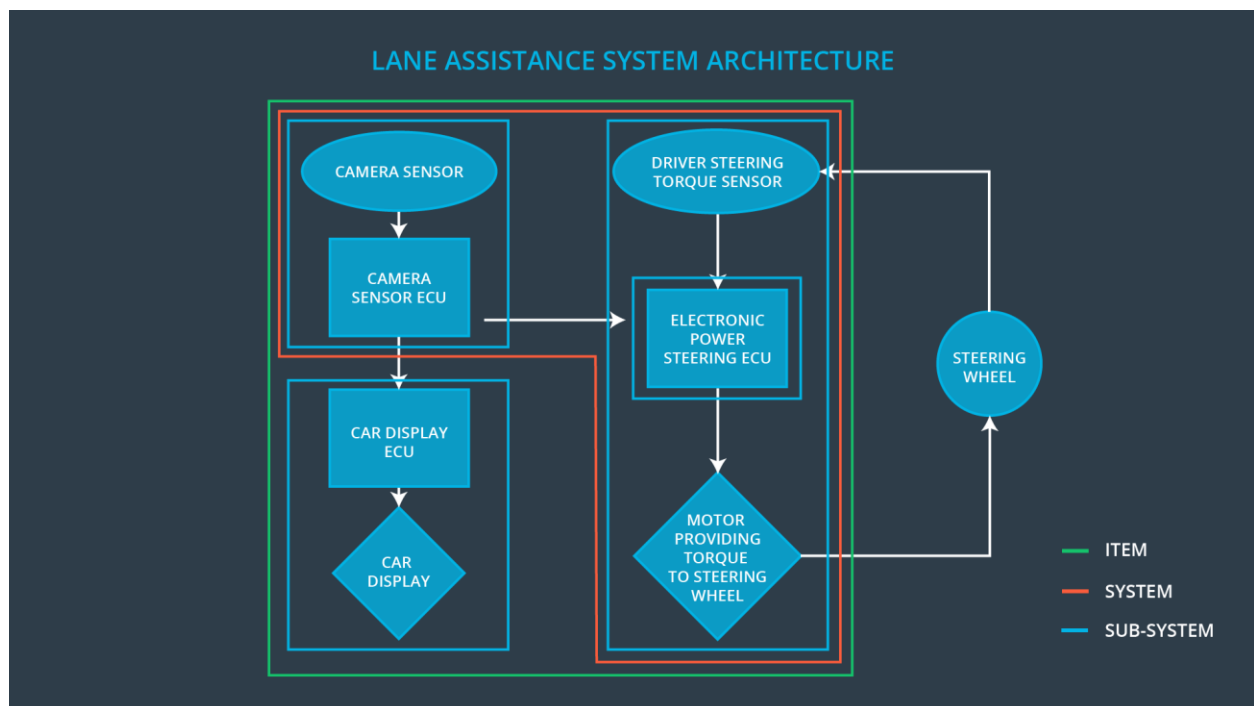 LANE ASSISTANCE SYSTEM ARCHITECTURE
CAMERA SENSOR
CAMERA
SENSOR ECU
CAR DISPLAY
ECU
CAR
DISPLAY
DRIVER STEERING
TORQUE SENSOR
ELECTRONIC
POWER
STEERING ECU
MOTOR
PROVIDING
TORQUE
TO STEERING
WHEEL
STEERING
WHEEL
ITEM
SYSTEM
SUB-SYSTEM